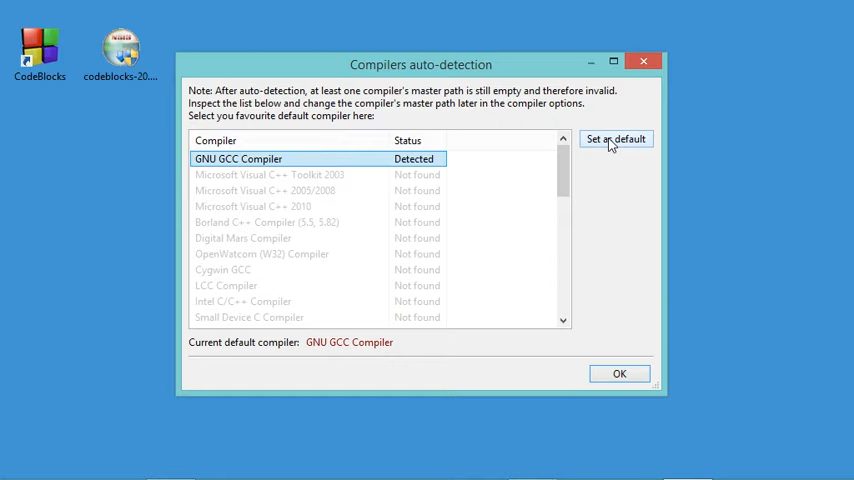 CodeBlocks
codeblocks-20....
Compilers auto-detection
Note: After auto-detection, at least one compiler's master path is still empty and therefore invalid.
Inspect the list below and change the compiler's master path later in the compiler options.
Select you favourite default compiler here:
Compiler Status
Set as default
GNU GCC Compiler Detected
Microsoft Visual C++ Toolkit 2003 Not found
Microsoft Visual C++ 2005/2008 Not found
Microsoft Visual C++ 2010 Not found
Borland C++ Compiler (5.5, 5.82) Not found
Digital Mars Compiler Not found
OpenWatcom (W32) Compiler Not found
Cygwin GCC Not found
LCC Compiler Not found
Intel C/C++ Compiler Not found
Small Device C Compiler Not found
Current default compiler: GNU GCC Compiler
OK